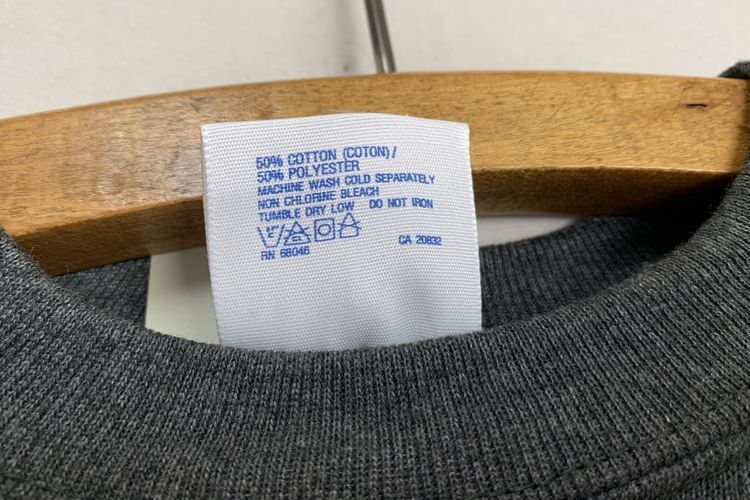 50% COTTON (COTON)/
50% POLYESTER
MACHINE WASH COLD SEPARATELY
NON CHLORINE BLEACH
TUMBLE DRY LOW DO NOT IRON
RN 68046 CA 20832